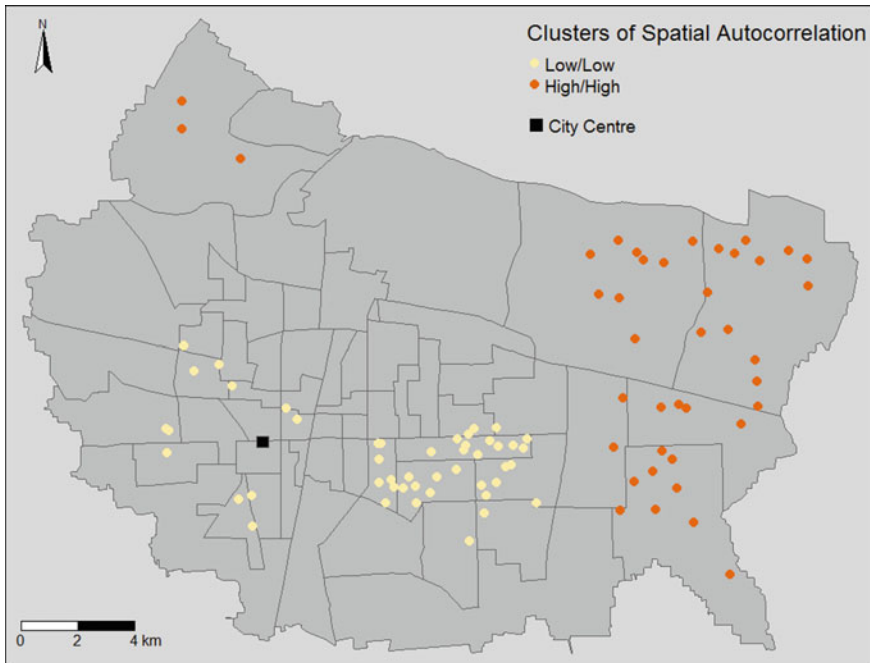 N
Clusters of Spatial Autocorrelation
Low/Low
High/High
City Centre
0 2 4 km